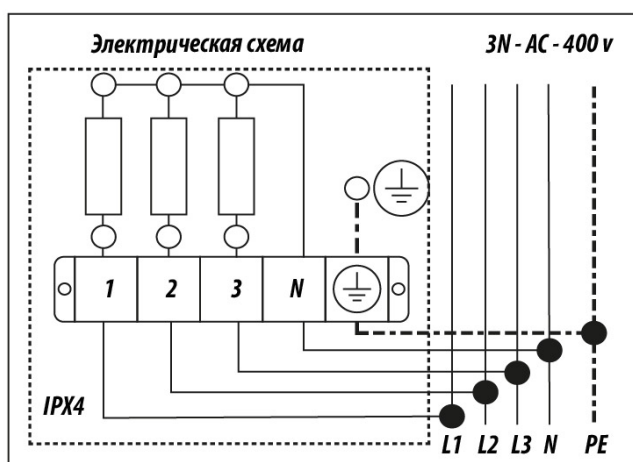 Электрическая схема
3N - AC - 400 v
1 2 3 N
IPX4
L1 L2 L3 N PE